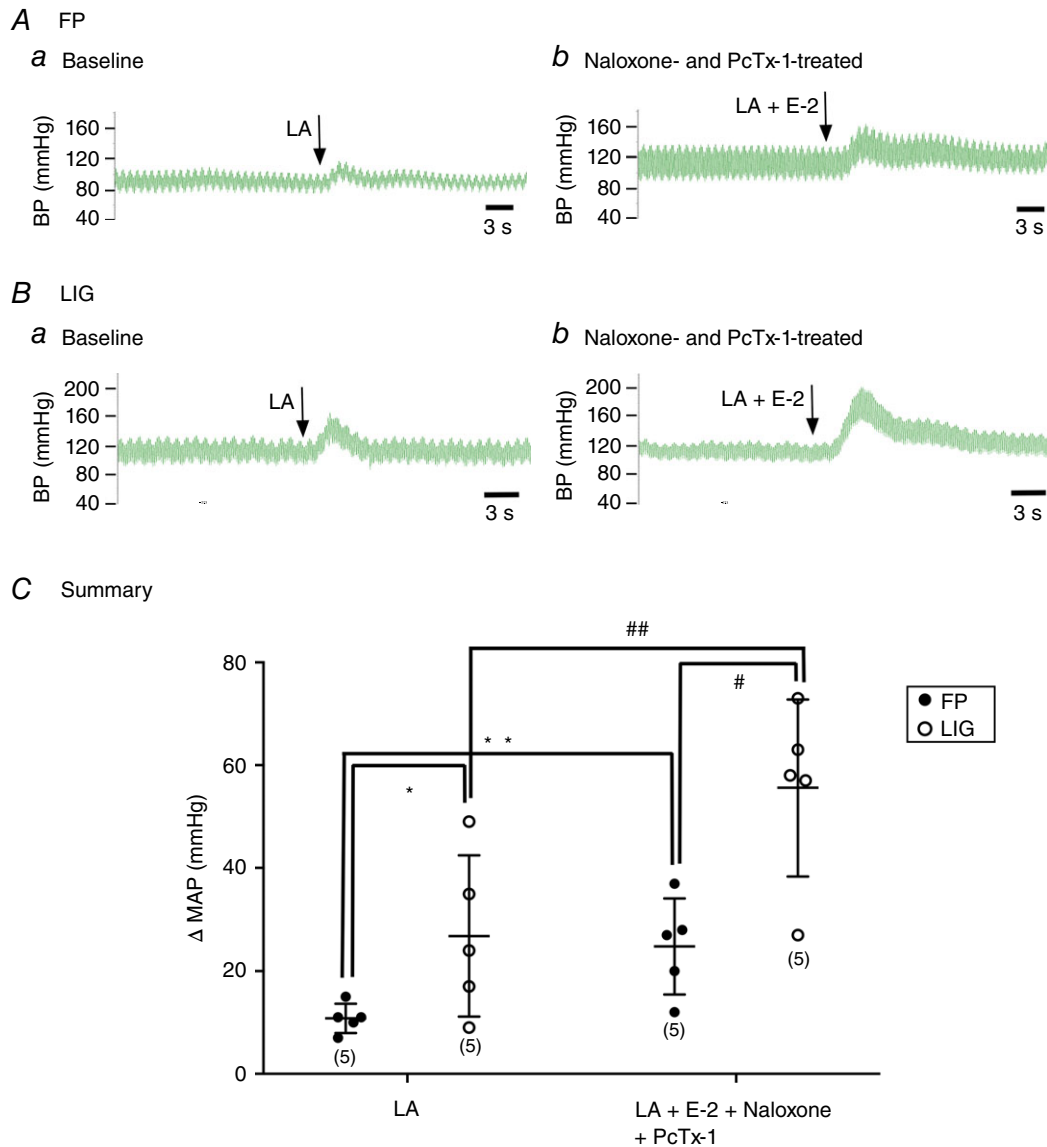 A FP
a Baseline
b Naloxone- and PcTx-1-treated
BP (mmHg)
160
120
80
40
LA
3 s
BP (mmHg)
160
120
80
40
LA + E-2
3 s
B LIG
a Baseline
b Naloxone- and PcTx-1-treated
BP (mmHg)
200
160
120
80
40
LA
3 s
BP (mmHg)
200
160
120
80
40
LA + E-2
3 s
C Summary
Δ MAP (mmHg)
80
60
40
20
0
##
#
* *
*
(5)
(5)
(5)
(5)
FP
LIG
LA
LA + E-2 + Naloxone
+ PcTx-1